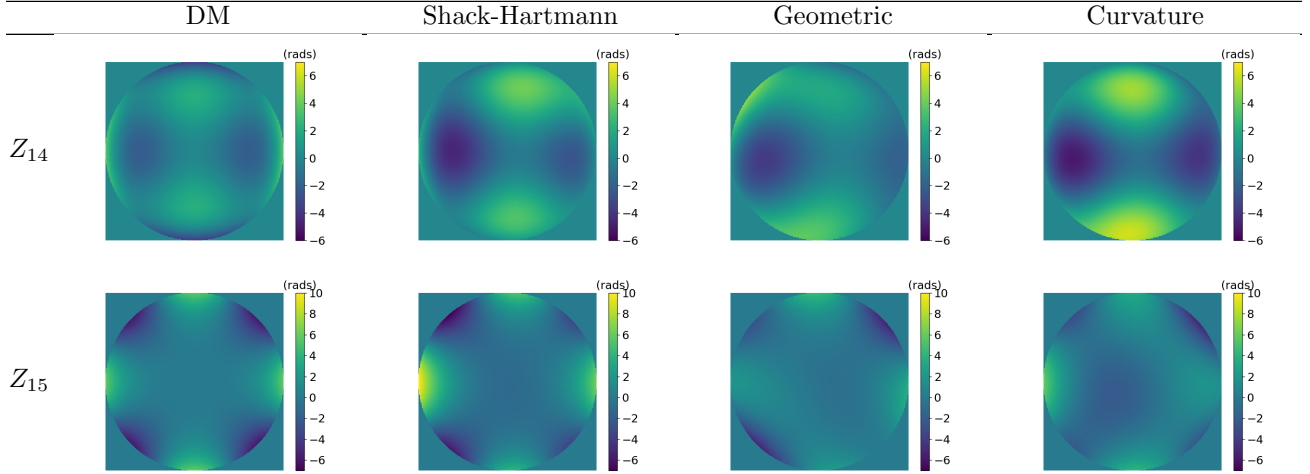 DM Shack-Hartmann Geometric Curvature
(rads) (rads) (rads) (rads)
6 6 6 6
4 4 4 4
2 2 2 2
Z14 0 0 0 0
−2 −2 −2 −2
−4 −4 −4 −4
−6 −6 −6 −6
(rads) (rads) (rads) (rads)
10 10 10 10
8 8 8 8
6 6 6 6
4 4 4 4
2 2 2 2
Z15 0 0 0 0
−2 −2 −2 −2
−4 −4 −4 −4
−6 −6 −6 −6